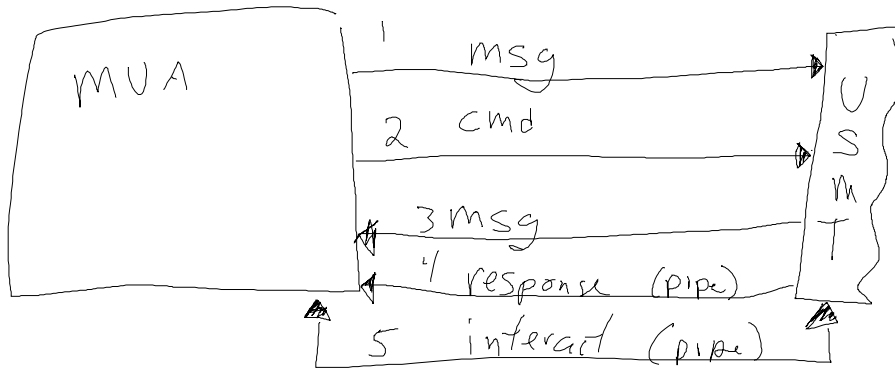 1
msg
MUA
2 cmd
USMT
3 msg
4 response (pipe)
5 interact (pipe)